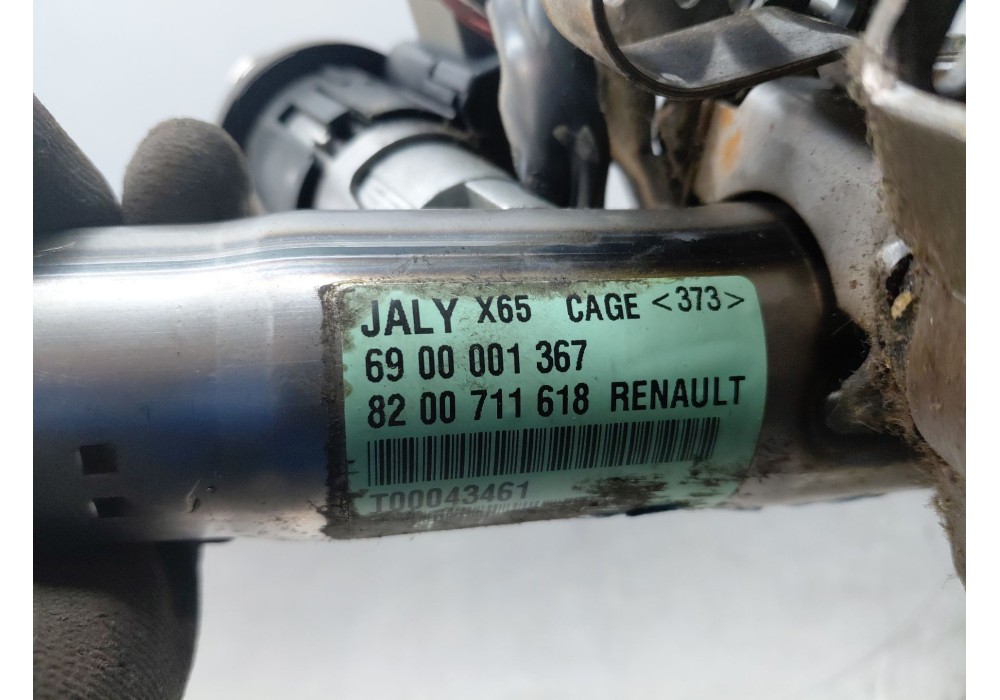 JALY X65 CAGE <373>
69 00 001 367
82 00 711 618 RENAULT
T00043461